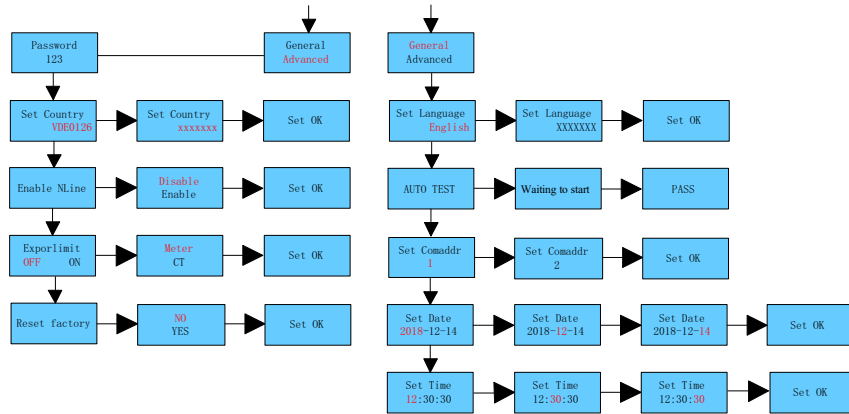 Password
123
General
Advanced
Set Country
VDE0126
Set Country
xxxxxxx
Set OK
Enable NLine
Disable
Enable
Set OK
Exporlimit
OFF ON
Meter
CT
Set OK
Reset factory
NO
YES
Set OK
General
Advanced
Set Language
English
Set Language
XXXXXXX
Set OK
AUTO TEST
Waiting to start
PASS
Set Comaddr
1
Set Comaddr
2
Set OK
Set Date
2018-12-14
Set Date
2018-12-14
Set Date
2018-12-14
Set OK
Set Time
12:30:30
Set Time
12:30:30
Set Time
12:30:30
Set OK